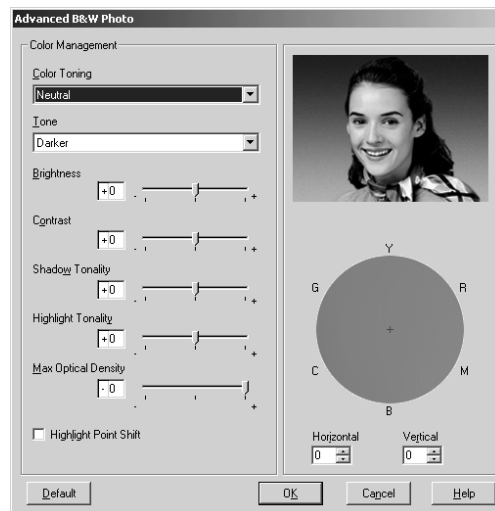 Advanced B&W Photo
Color Management
Color Toning
Neutral
Tone
Darker
Brightness
+0
- +
Contrast
+0
- +
Shadow Tonality
+0
- +
Highlight Tonality
+0
- +
Max Optical Density
- 0
- +
Highlight Point Shift
Y
G R
C M
B
Horizontal Vertical
0 0
Default OK Cancel Help